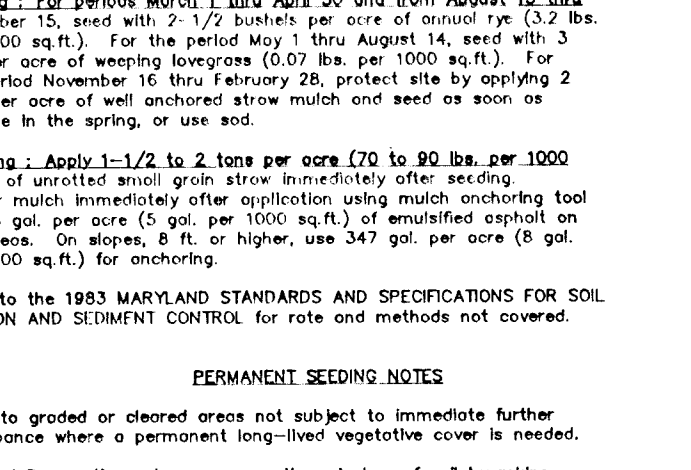 : For periods March 1 thru April 30 and from August 15 thru
ber 15, seed with 2-1/2 bushels per acre of annual rye (3.2 lbs.
00 sq.ft.). For the period May 1 thru August 14, seed with 3
r acre of weeping lovegrass (0.07 lbs. per 1000 sq.ft.). For
riod November 16 thru February 28, protect site by applying 2
er acre of well anchored straw mulch and seed as soon as
e in the spring, or use sod.
ng : Apply 1-1/2 to 2 tons per acre (70 to 90 lbs. per 1000
of unrotted small grain straw immediately after seeding.
r mulch immediately after application using mulch anchoring tool
gal. per acre (5 gal. per 1000 sq.ft.) of emulsified asphalt on
eas. On slopes, 8 ft. or higher, use 347 gal. per acre (8 gal.
00 sq.ft.) for anchoring.
to the 1983 MARYLAND STANDARDS AND SPECIFICATIONS FOR SOIL
ON AND SEDIMENT CONTROL for rate and methods not covered.
PERMANENT SEEDING NOTES
to graded or cleared areas not subject to immediate further
bance where a permanent long-lived vegetative cover is needed.